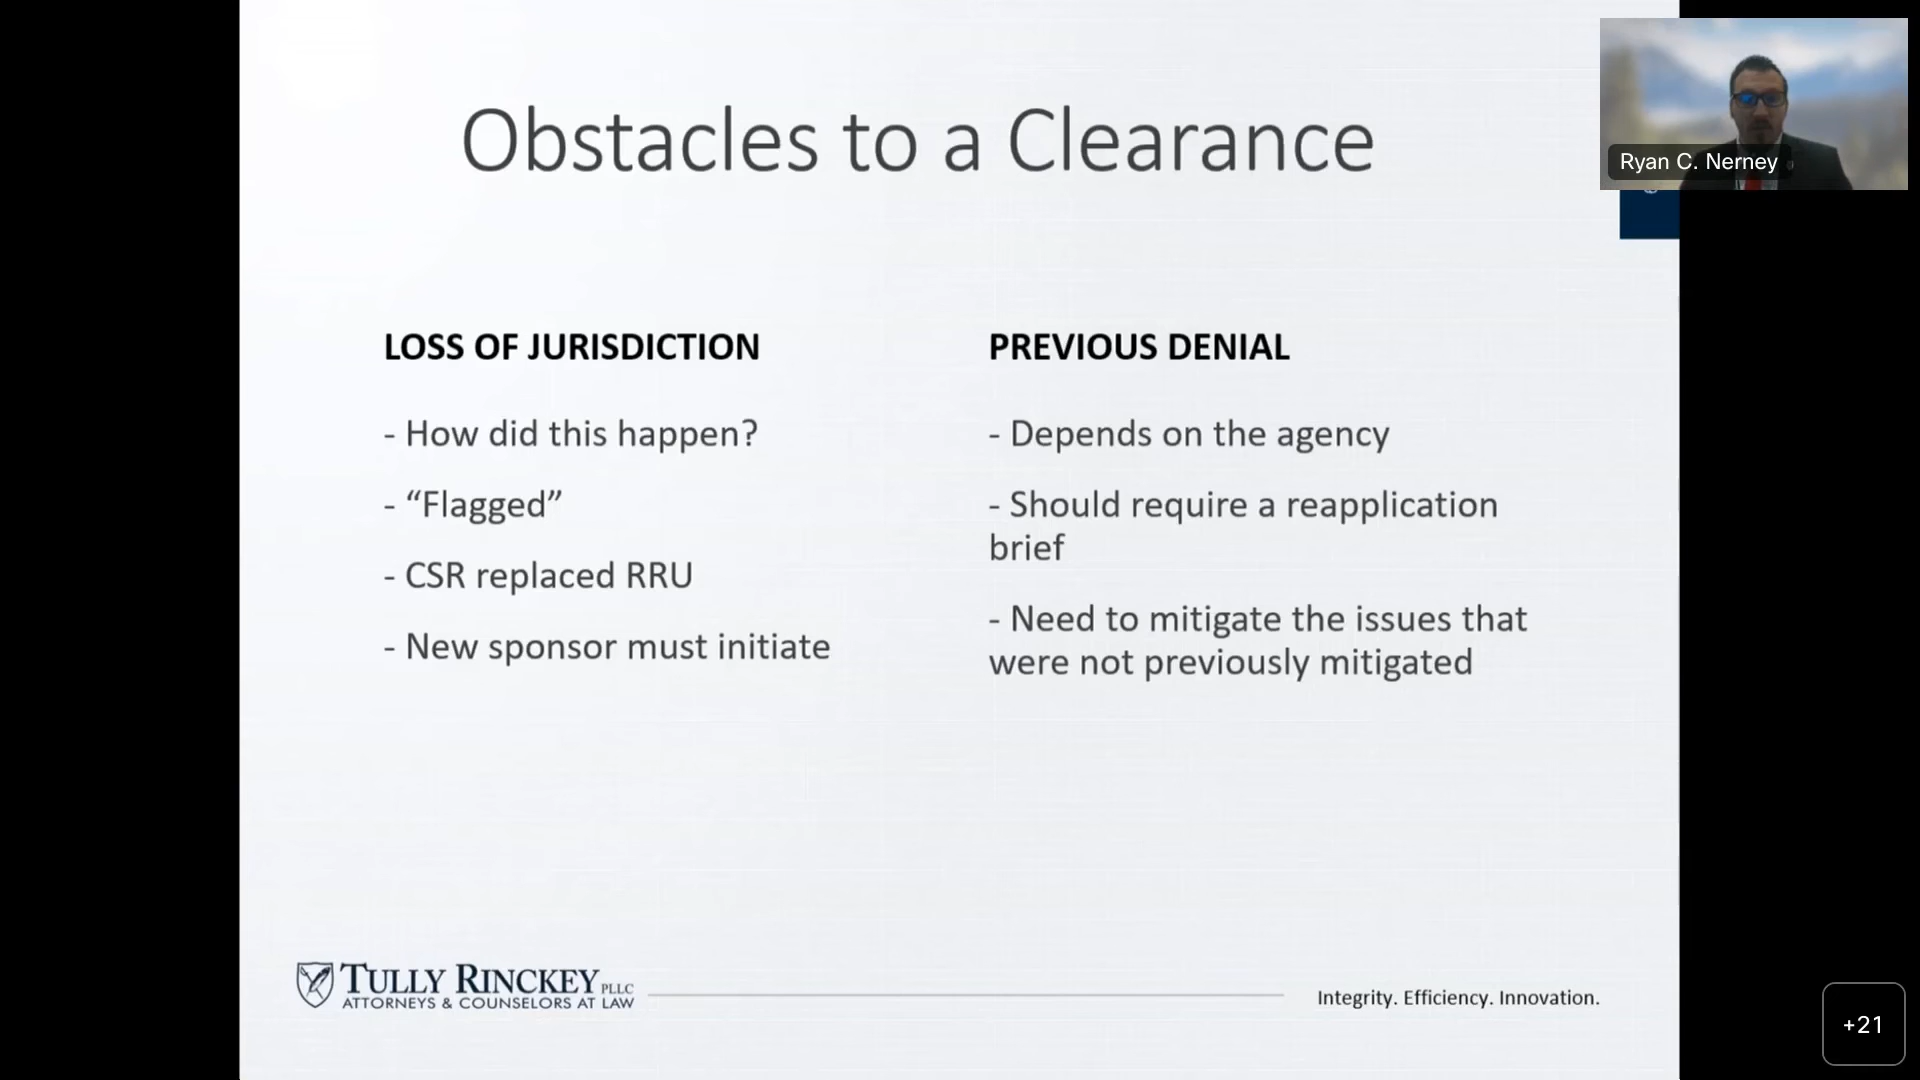 Obstacles to a Clearance
Ryan C. Nerney
LOSS OF JURISDICTION
- How did this happen?
- “Flagged”
- CSR replaced RRU
- New sponsor must initiate
PREVIOUS DENIAL
- Depends on the agency
- Should require a reapplication
brief
- Need to mitigate the issues that
were not previously mitigated
TULLY RINCKEY PLLC
ATTORNEYS & COUNSELORS AT LAW
Integrity. Efficiency. Innovation.
+21